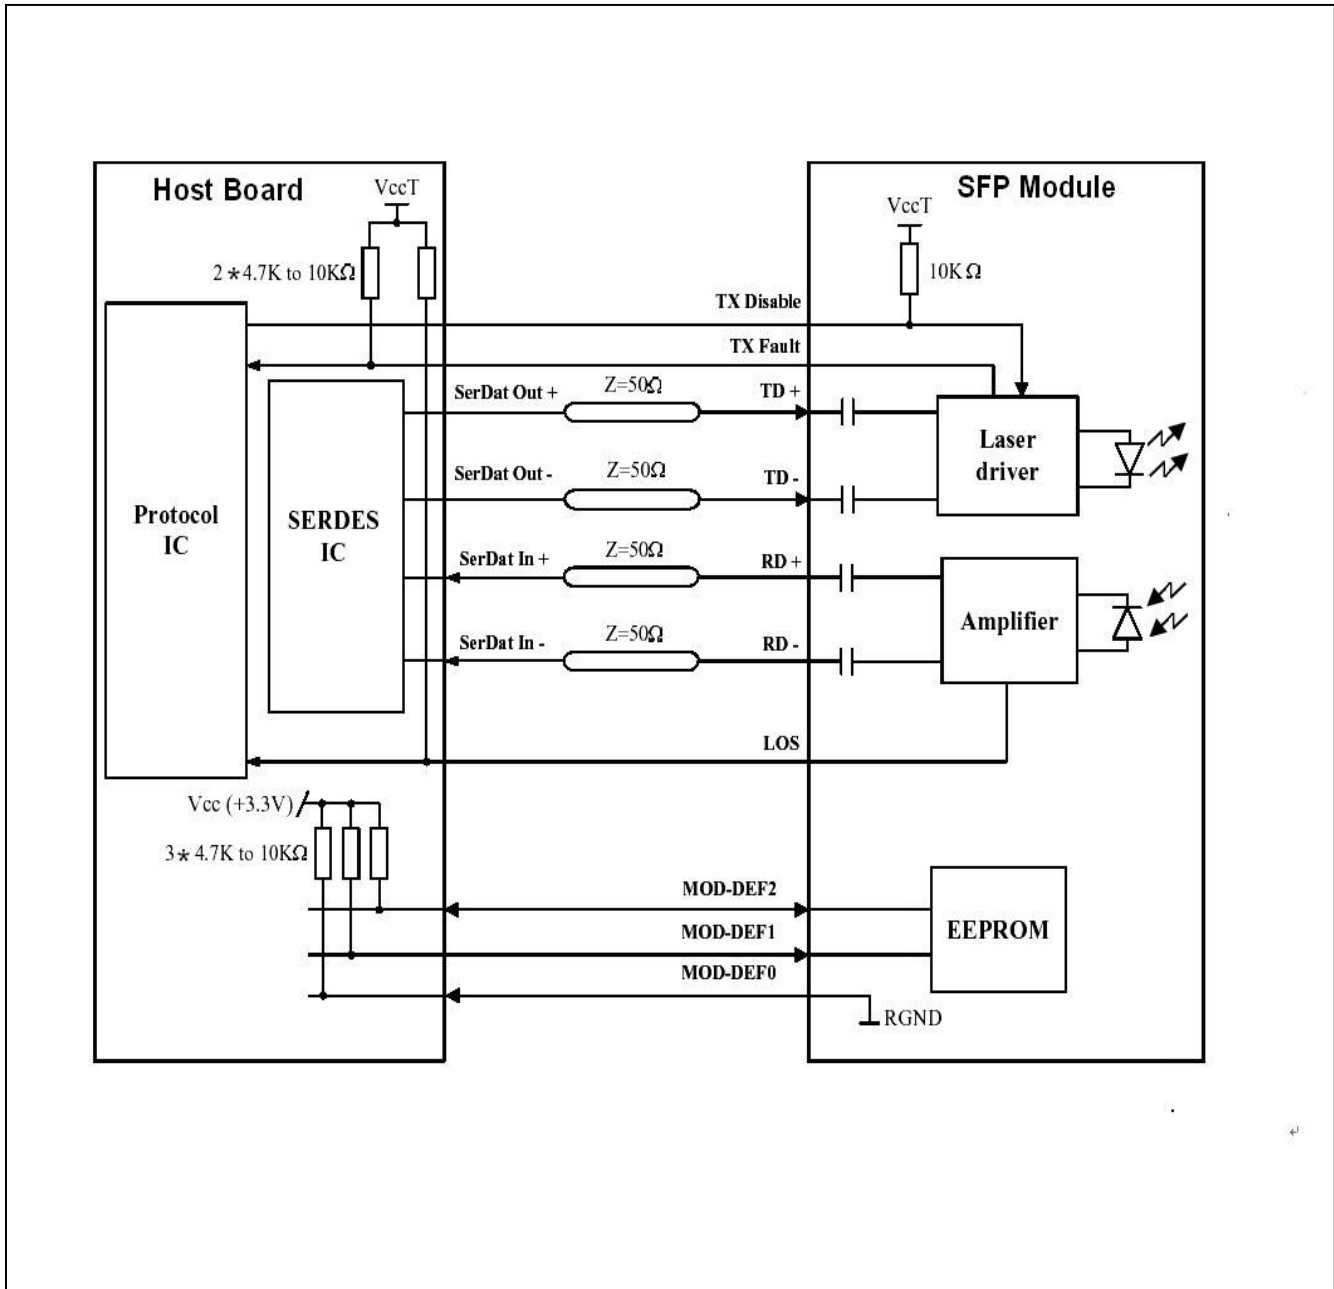 Host Board
VccT
2*4.7K to 10KΩ
Protocol
IC
SERDES
IC
TX Disable
TX Fault
SerDat Out +
Z=50Ω
TD +
SerDat Out -
Z=50Ω
TD -
SerDat In +
Z=50Ω
RD +
SerDat In -
Z=50Ω
RD -
LOS
SFP Module
VccT
10KΩ
Laser
driver
Amplifier
Vcc (+3.3V)
3*4.7K to 10KΩ
MOD-DEF2
MOD-DEF1
MOD-DEF0
EEPROM
RGND